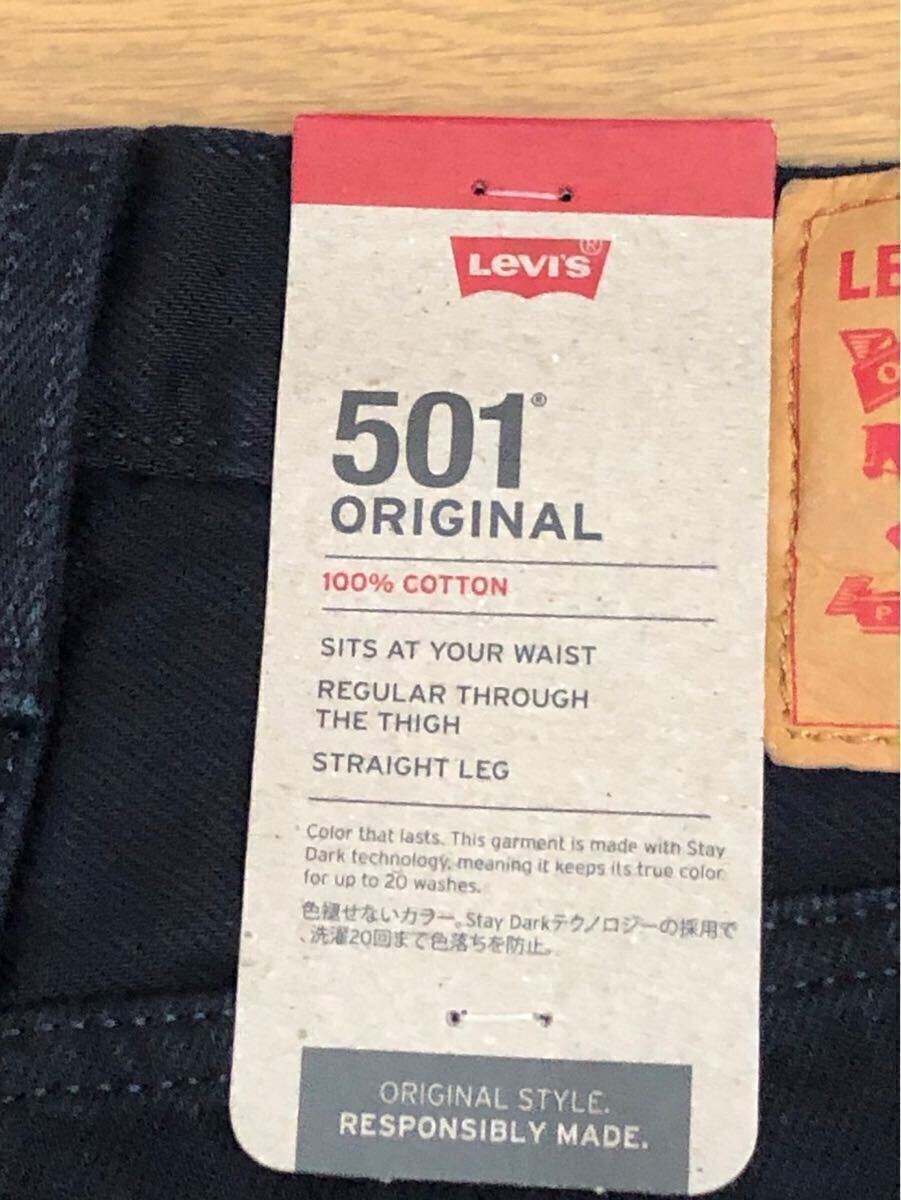 Levi's®
501®
ORIGINAL
100% COTTON
SITS AT YOUR WAIST
REGULAR THROUGH
THE THIGH
STRAIGHT LEG
* Color that lasts. This garment is made with Stay
Dark technology, meaning it keeps its true color
for up to 20 washes.
色褪せないカラー。Stay Darkテクノロジーの採用で
、洗濯20回まで色落ちを防止。
ORIGINAL STYLE.
RESPONSIBLY MADE.
LE